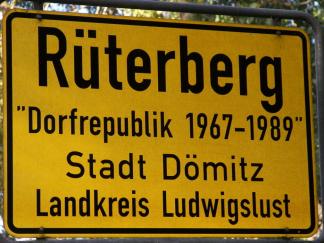 Rüterberg
"Dorfrepublik 1967-1989"
Stadt Dömitz
Landkreis Ludwigslust